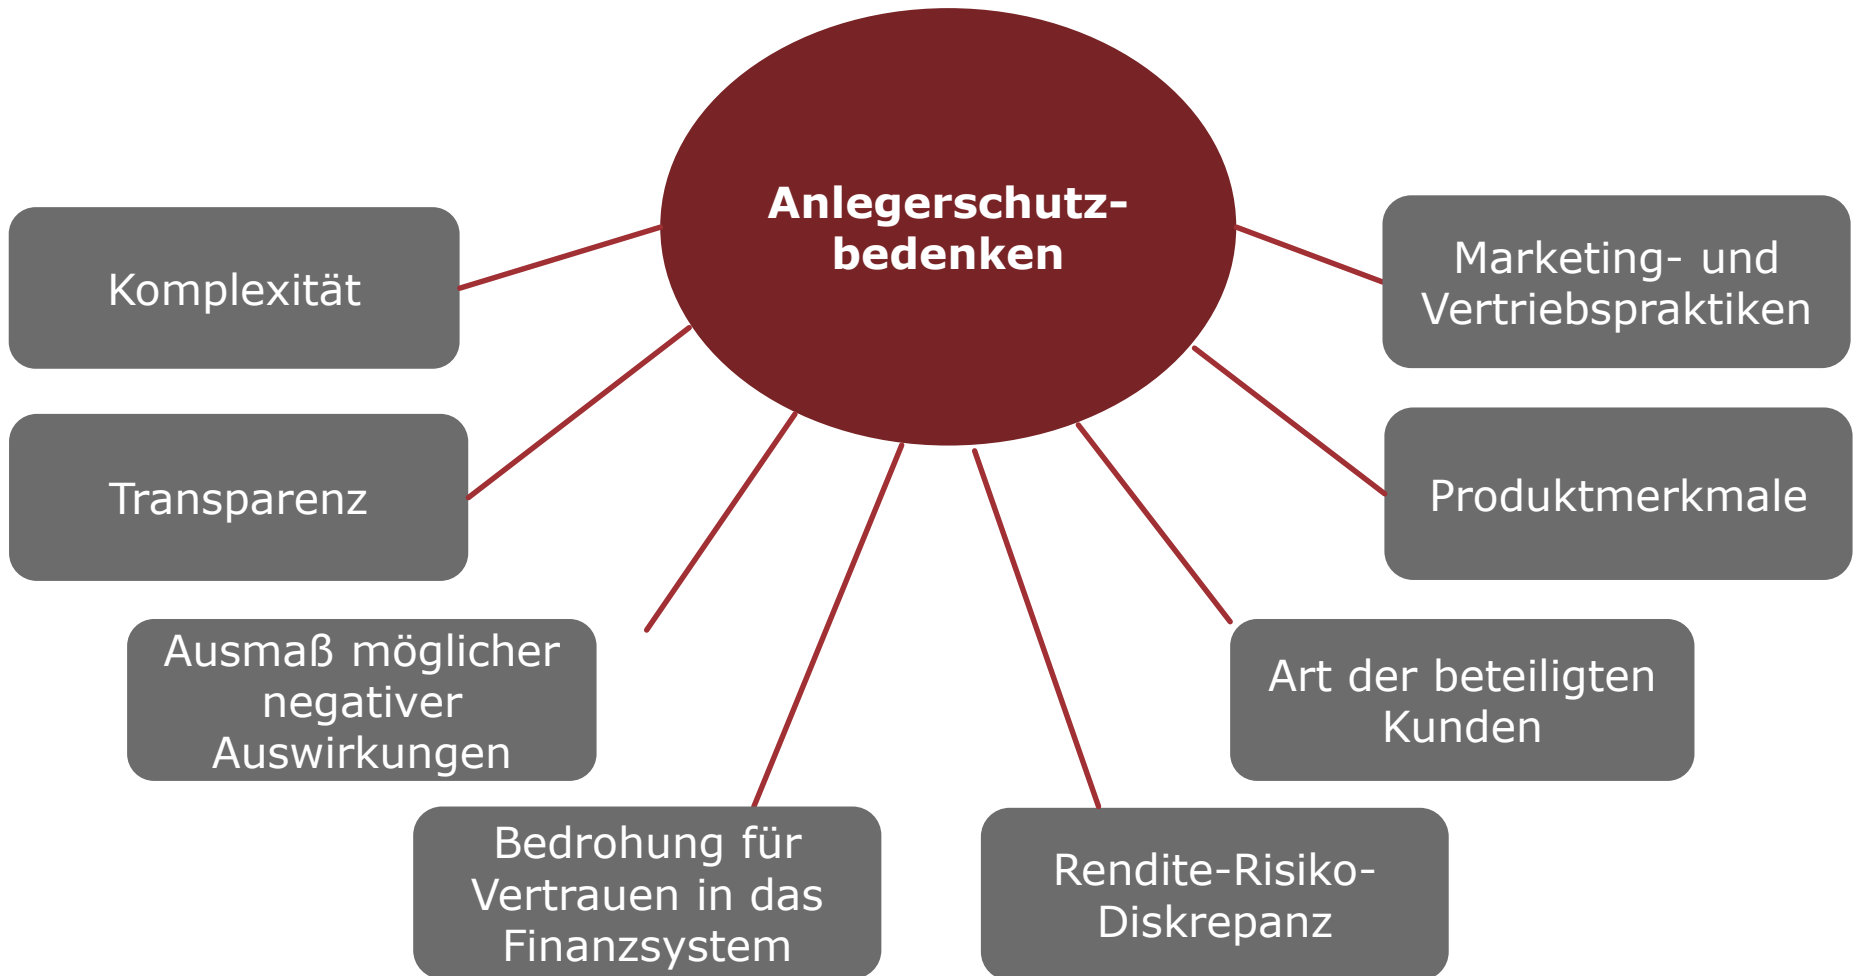 Anlegerschutz-
bedenken
Komplexität
Transparenz
Ausmaß möglicher
negativer
Auswirkungen
Bedrohung für
Vertrauen in das
Finanzsystem
Rendite-Risiko-
Diskrepanz
Art der beteiligten
Kunden
Produktmerkmale
Marketing- und
Vertriebspraktiken